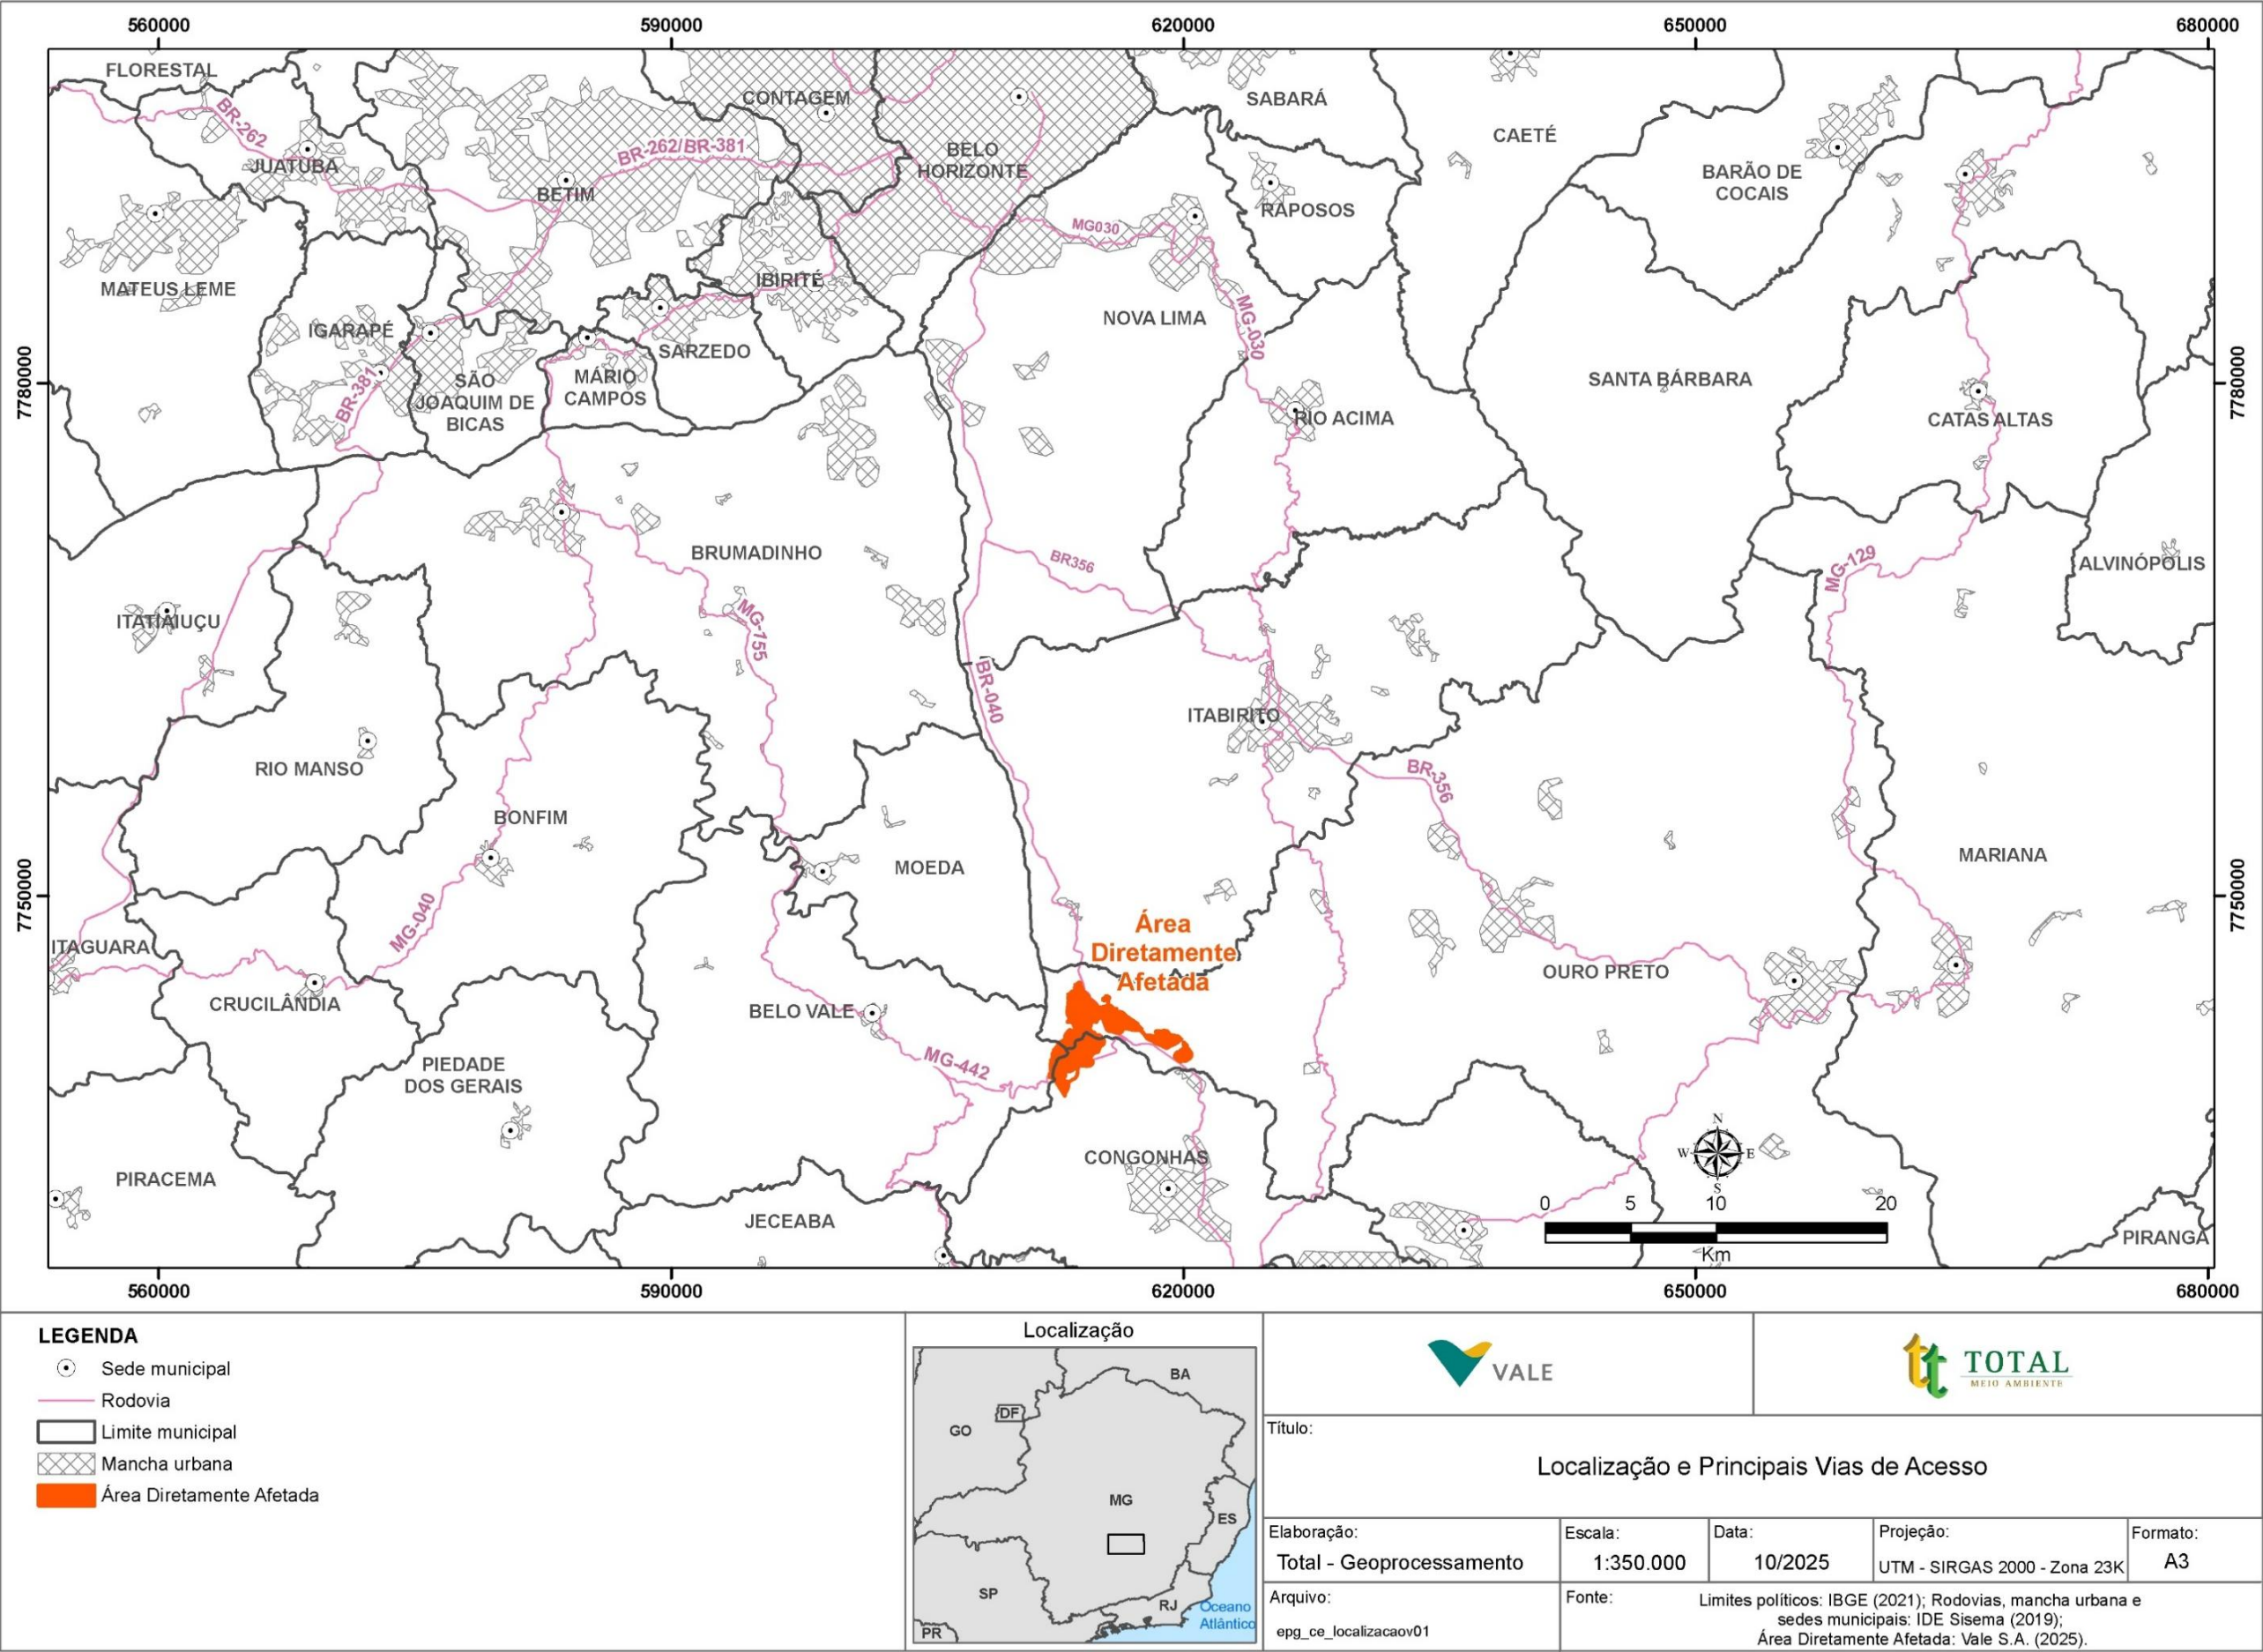 560000 590000 620000 650000 680000
FLORESTAL
BR-262
CONTAGEM
SABARÁ
CAETÉ
JUATUBA
BR-262/BR-381
BELO
HORIZONTE
BETIM
BARÃO DE
COCAIS
RAPOSOS
MG030
MATEUS LEME
IBIRITÉ
IGARAPÉ
NOVA LIMA
MG-030
SARZEDO
SÃO
JOAQUIM DE
BICAS
MÁRIO
CAMPOS
SANTA BÁRBARA
7780000
7780000
BR-381
RIO ACIMA
CATAS ALTAS
BRUMADINHO
BR356
MG-129
ALVINÓPOLIS
ITATIAIUÇU
MG-155
BR-040
ITABIRITO
RIO MANSO
BR-356
BONFIM
MOEDA
MARIANA
7750000
7750000
MG-040
Área
Diretamente
Afetada
ITAGUARA
OURO PRETO
CRUCILÂNDIA
BELO VALE
PIEDADE
DOS GERAIS
MG-442
CONGONHAS
N
W E
S
PIRACEMA
0 5 10 20
Km
JECEABA
PIRANGA
560000 590000 620000 650000 680000
LEGENDA
Sede municipal
Rodovia
Limite municipal
Mancha urbana
Área Diretamente Afetada
Localização
BA
DF
GO
MG
ES
SP
RJ
Oceano
Atlântico
PR
VALE
TOTAL
MEIO AMBIENTE
Título:
Localização e Principais Vias de Acesso
Elaboração:
Total - Geoprocessamento
Escala:
1:350.000
Data:
10/2025
Projeção:
UTM - SIRGAS 2000 - Zona 23K
Formato:
A3
Arquivo:
epg_ce_localizacaov01
Fonte:
Limites políticos: IBGE (2021); Rodovias, mancha urbana e
sedes municipais: IDE Sisema (2019);
Área Diretamente Afetada: Vale S.A. (2025).